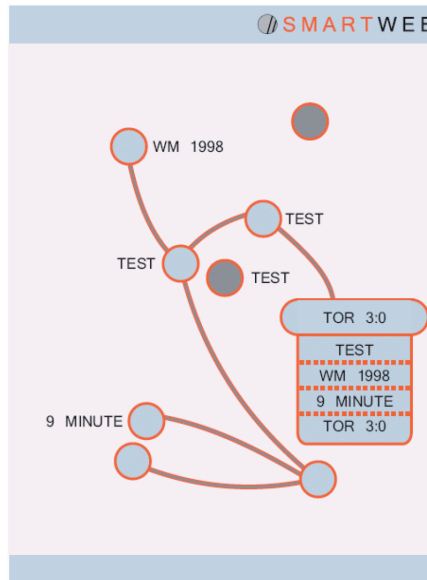 SMARTWEB
WM 1998
TEST
TEST
TEST
TOR 3:0
TEST
WM 1998
9 MINUTE
9 MINUTE
TOR 3:0